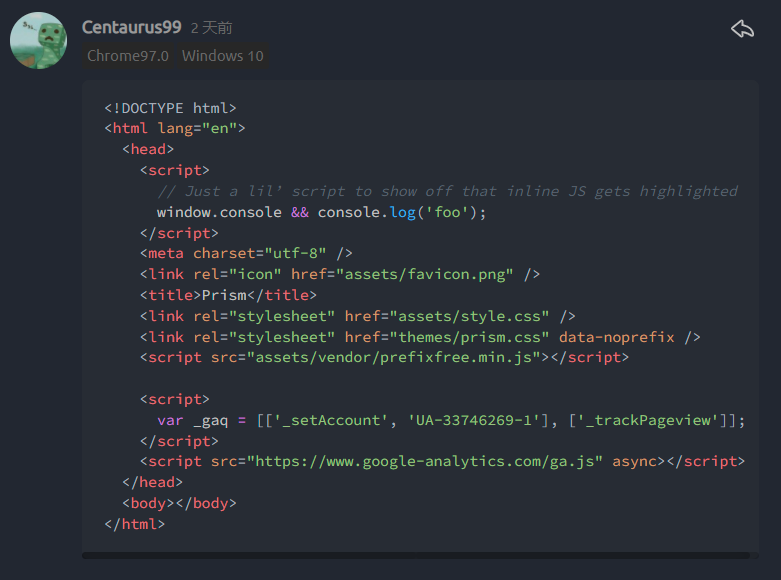 Centaurus99 2 天前
Chrome97.0 Windows 10
<!DOCTYPE html>
<html lang="en">
  <head>
    <script>
      // Just a lil’ script to show off that inline JS gets highlighted
      window.console && console.log('foo');
    </script>
    <meta charset="utf-8" />
    <link rel="icon" href="assets/favicon.png" />
    <title>Prism</title>
    <link rel="stylesheet" href="assets/style.css" />
    <link rel="stylesheet" href="themes/prism.css" data-noprefix />
    <script src="assets/vendor/prefixfree.min.js"></script>

    <script>
      var _gaq = [['_setAccount', 'UA-33746269-1'], ['_trackPageview']];
    </script>
    <script src="https://www.google-analytics.com/ga.js" async></script>
  </head>
  <body></body>
</html>